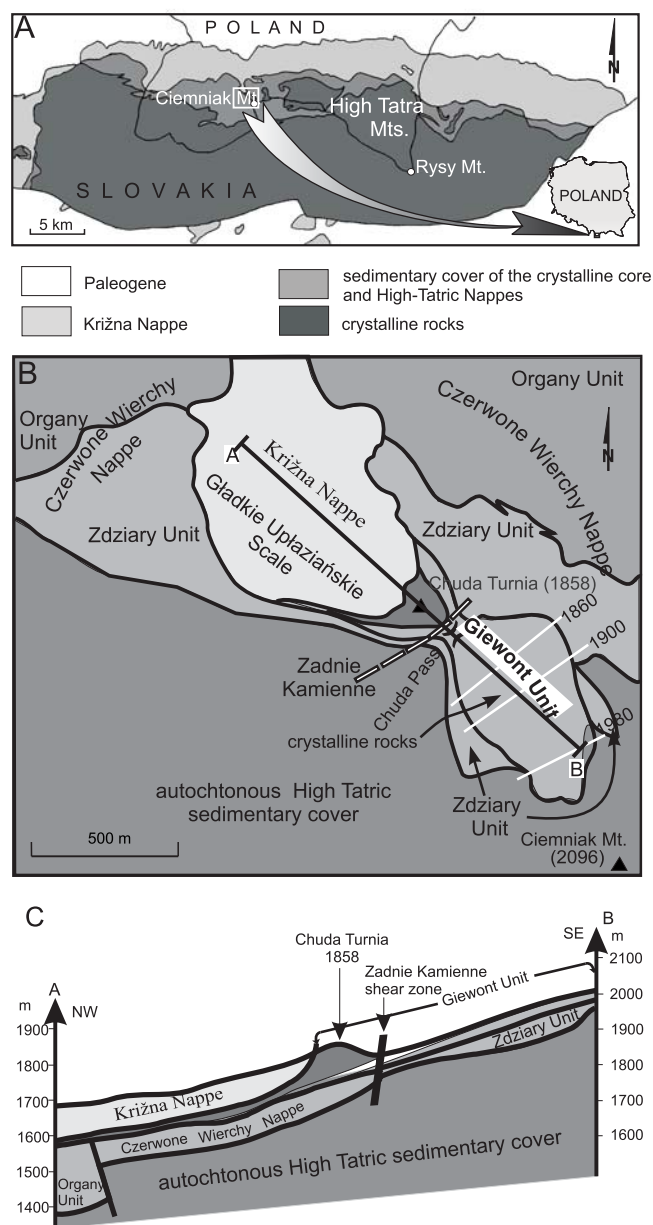 A
POLAND
N
Ciemniak Mt.
High Tatra
Mts.
Rysy Mt.
SLOVAKIA
POLAND
5 km
Paleogene
sedimentary cover of the crystalline core
and High-Tatric Nappes
Križna Nappe
crystalline rocks
B
Organy Unit
Organy
Unit
Czerwone Wierchy
Nappe
Czerwone Wierchy Nappe
N
A
Križna Nappe
Gładkie Upłaziańskie
Scale
Zdziary Unit
Zdziary Unit
Chuda Turnia (1858)
1860
1900
Giewont Unit
Zadnie
Kamienne
Chuda Pass
crystalline rocks
1980
B
autochtonous High Tatric
sedimentary cover
Zdziary
Unit
500 m
Ciemniak Mt.
(2096)
C
Chuda Turnia
1858
Zadnie Kamienne
shear zone
Giewont Unit
SE
B
m
2100
2000
1900
1800
1700
1600
A
m
NW
1900
1800
1700
1600
1500
1400
Zdziary Unit
Križna Nappe
Czerwone Wierchy Nappe
Organy
Unit
autochtonous High Tatric sedimentary cover